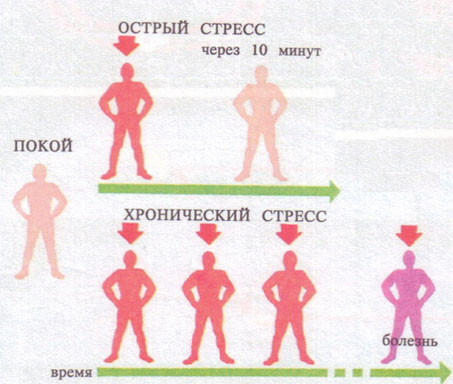 ОСТРЫЙ СТРЕСС
через 10 минут
ПОКОЙ
ХРОНИЧЕСКИЙ СТРЕСС
болезнь
время